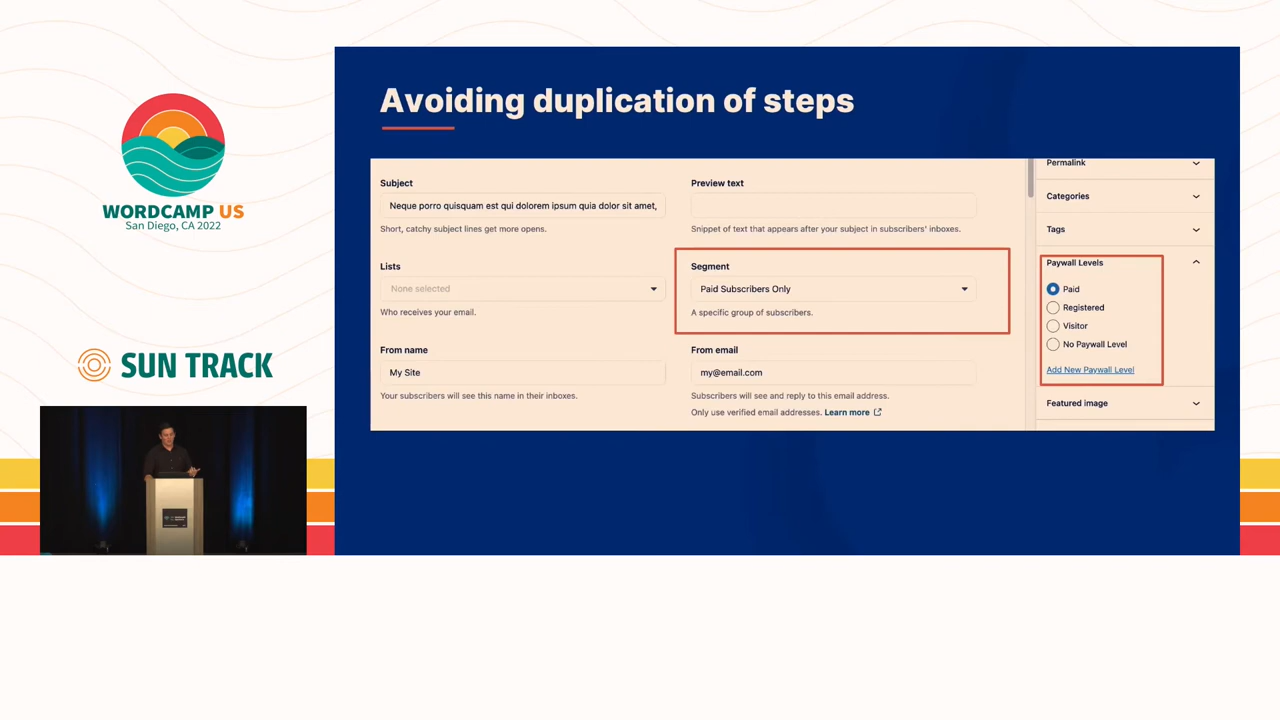 WORDCAMP US
San Diego, CA 2022
SUN TRACK
Avoiding duplication of steps
Subject
Neque porro quisquam est qui dolorem ipsum quia dolor sit amet,
Short, catchy subject lines get more opens.
Preview text
Snippet of text that appears after your subject in subscribers' inboxes.
Lists
None selected
Who receives your email.
Segment
Paid Subscribers Only
A specific group of subscribers.
From name
My Site
Your subscribers will see this name in their inboxes.
From email
my@email.com
Subscribers will see and reply to this email address.
Only use verified email addresses. Learn more
Permalink
Categories
Tags
Paywall Levels
Paid
Registered
Visitor
No Paywall Level
Add New Paywall Level
Featured image